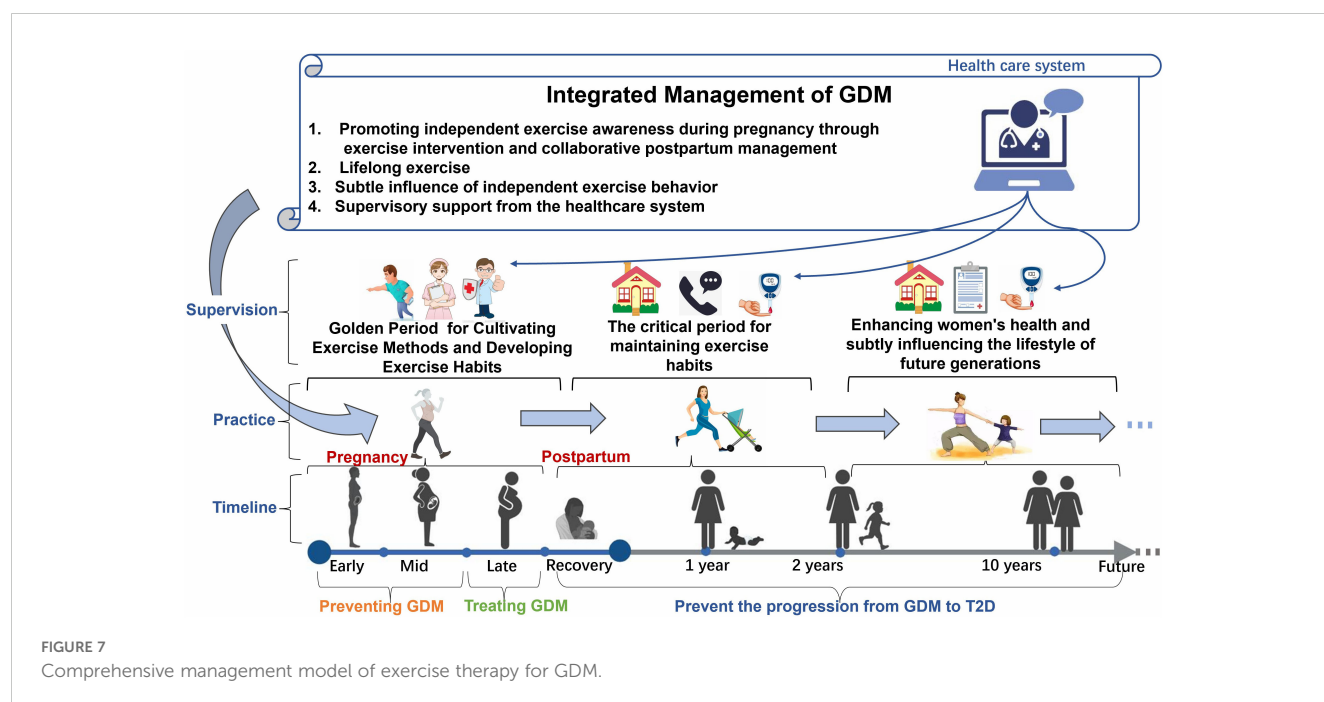 Health care system
Integrated Management of GDM
1. Promoting independent exercise awareness during pregnancy through
exercise intervention and collaborative postpartum management
2. Lifelong exercise
3. Subtle influence of independent exercise behavior
4. Supervisory support from the healthcare system
Supervision
Golden Period for Cultivating
Exercise Methods and Developing
Exercise Habits
The critical period for
maintaining exercise
habits
Enhancing women's health and
subtly influencing the lifestyle of
future generations
Practice
Pregnancy
Postpartum
Timeline
Early
Mid
Late
Recovery
1 year
2 years
10 years
Future
Preventing GDM
Treating GDM
Prevent the progression from GDM to T2D
FIGURE 7
Comprehensive management model of exercise therapy for GDM.